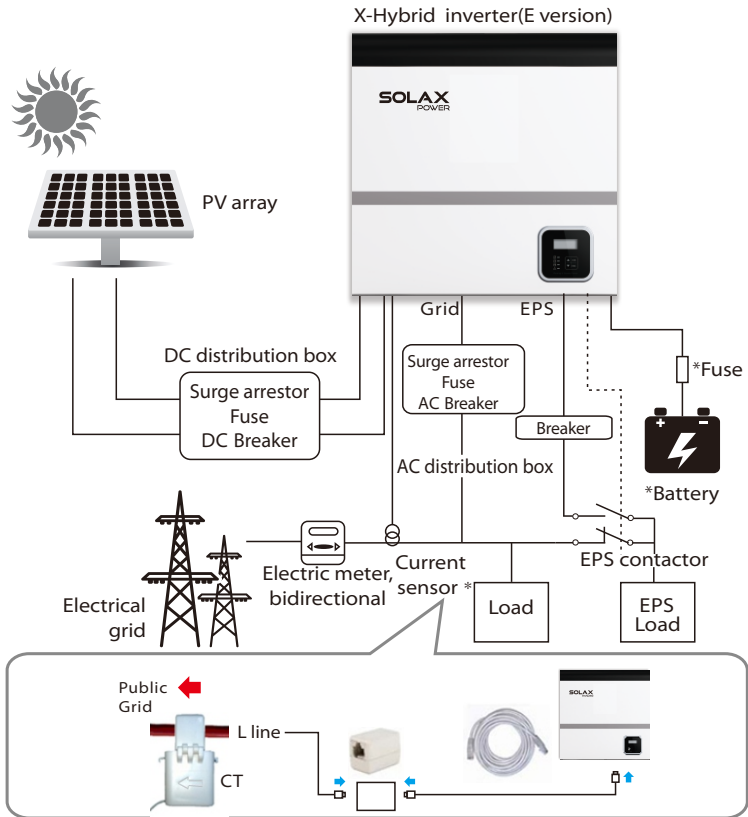 X-Hybrid inverter(E version)
SOLAX
POWER
PV array
Grid
EPS
DC distribution box
Surge arrestor
Fuse
DC Breaker
Surge arrestor
Fuse
AC Breaker
*Fuse
Breaker
+ -
AC distribution box
*Battery
EPS contactor
Electric meter,
bidirectional
Current
sensor *
Electrical
grid
Load
EPS
Load
Public
Grid
L line
CT
SOLAX
POWER